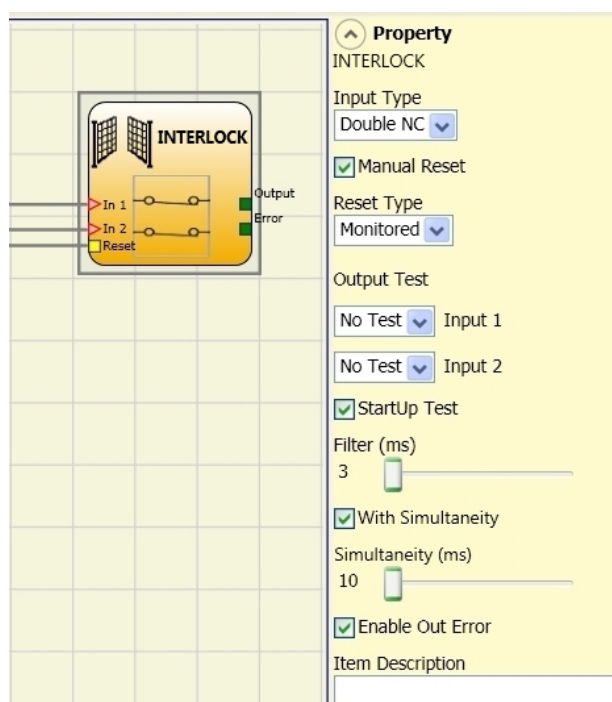 INTERLOCK
In 1
In 2
Reset
Output
Error
Property
INTERLOCK
Input Type
Double NC
Manual Reset
Reset Type
Monitored
Output Test
No Test Input 1
No Test Input 2
StartUp Test
Filter (ms)
3
With Simultaneity
Simultaneity (ms)
10
Enable Out Error
Item Description